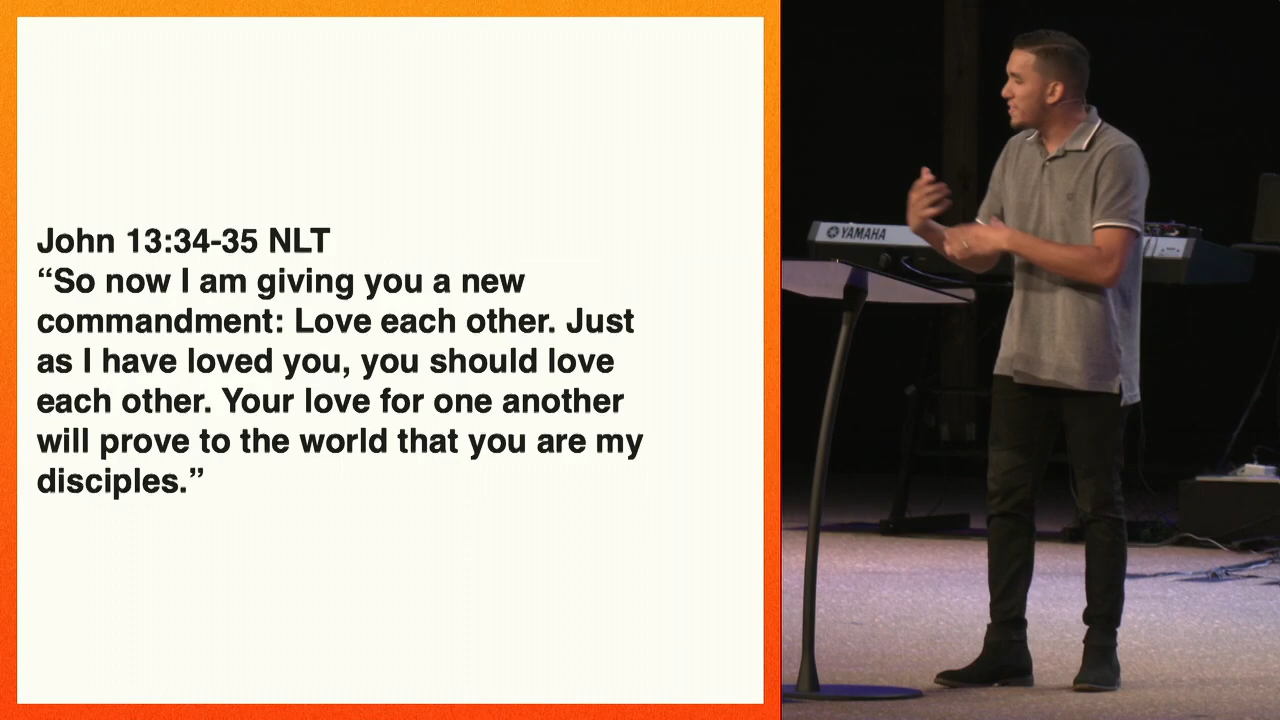 John 13:34-35 NLT
“So now I am giving you a new
commandment: Love each other. Just
as I have loved you, you should love
each other. Your love for one another
will prove to the world that you are my
disciples.”
YAMAHA